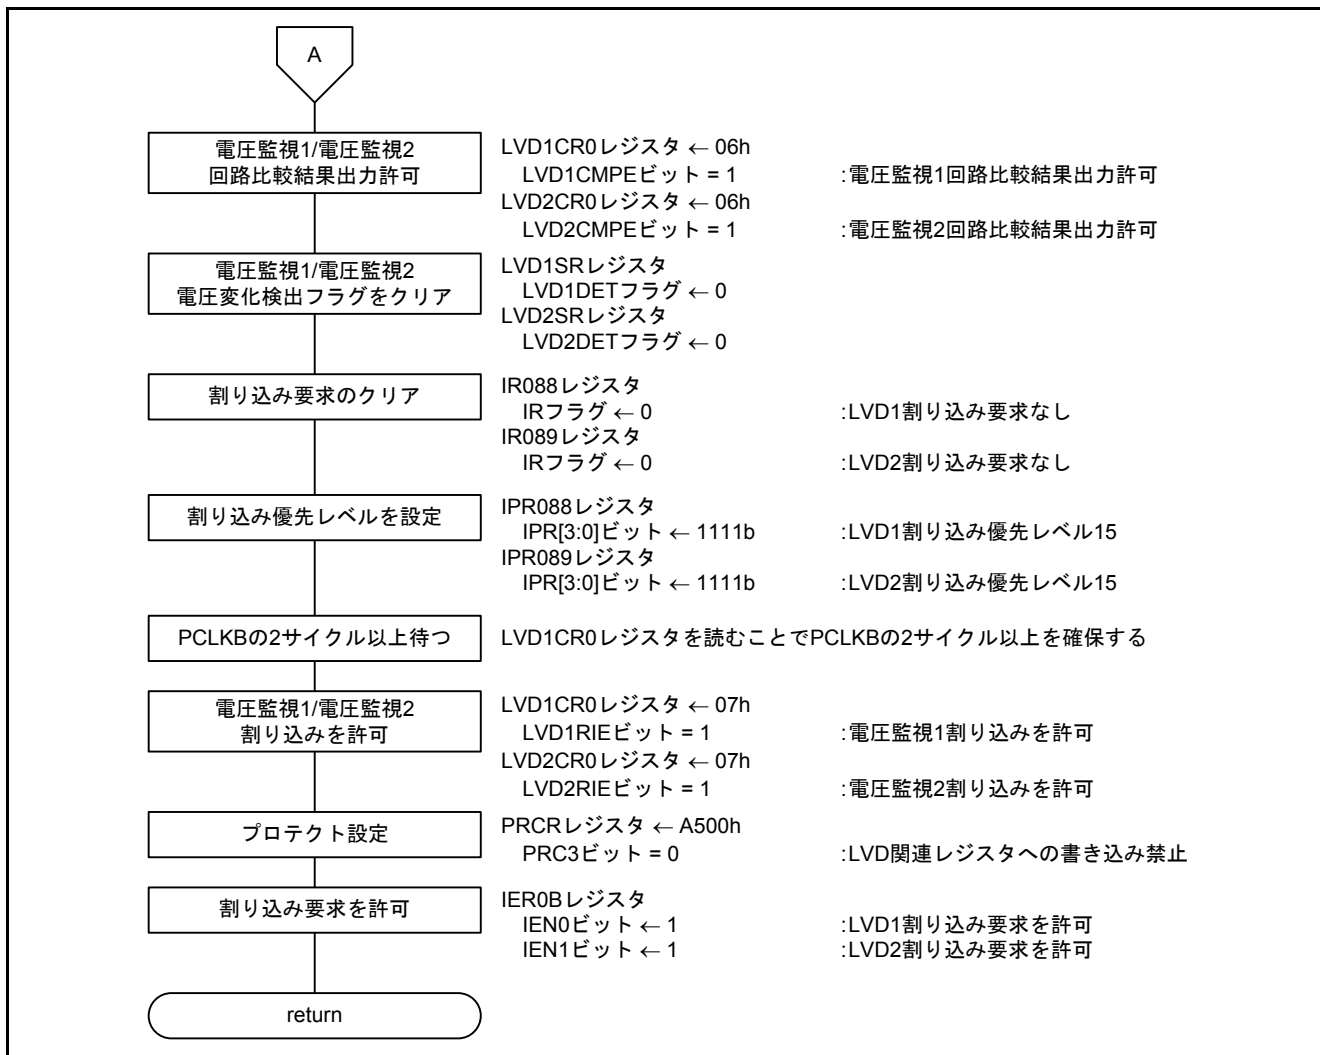 A
電圧監視1/電圧監視2
回路比較結果出力許可
LVD1CR0レジスタ ← 06h
LVD1CMPEビット = 1 :電圧監視1回路比較結果出力許可
LVD2CR0レジスタ ← 06h
LVD2CMPEビット = 1 :電圧監視2回路比較結果出力許可
電圧監視1/電圧監視2
電圧変化検出フラグをクリア
LVD1SRレジスタ
LVD1DETフラグ ← 0
LVD2SRレジスタ
LVD2DETフラグ ← 0
割り込み要求のクリア
IR088レジスタ
IRフラグ ← 0 :LVD1割り込み要求なし
IR089レジスタ
IRフラグ ← 0 :LVD2割り込み要求なし
割り込み優先レベルを設定
IPR088レジスタ
IPR[3:0]ビット ← 1111b :LVD1割り込み優先レベル15
IPR089レジスタ
IPR[3:0]ビット ← 1111b :LVD2割り込み優先レベル15
PCLKBの2サイクル以上待つ
LVD1CR0レジスタを読むことでPCLKBの2サイクル以上を確保する
電圧監視1/電圧監視2
割り込みを許可
LVD1CR0レジスタ ← 07h
LVD1RIEビット = 1 :電圧監視1割り込みを許可
LVD2CR0レジスタ ← 07h
LVD2RIEビット = 1 :電圧監視2割り込みを許可
プロテクト設定
PRCRレジスタ ← A500h
PRC3ビット = 0 :LVD関連レジスタへの書き込み禁止
割り込み要求を許可
IER0Bレジスタ
IEN0ビット ← 1 :LVD1割り込み要求を許可
IEN1ビット ← 1 :LVD2割り込み要求を許可
return